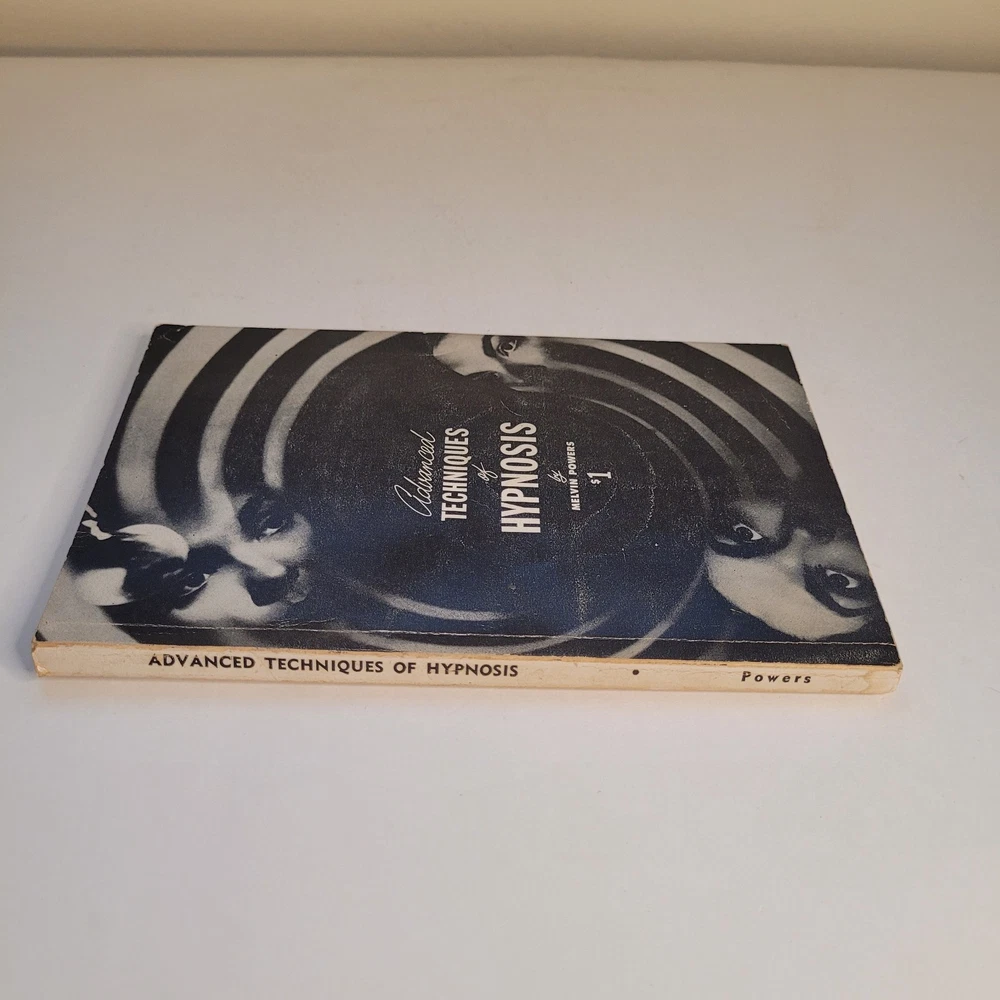 Advanced
TECHNIQUES
of
HYPNOSIS
by
MELVIN POWERS
$1
ADVANCED TECHNIQUES OF HYPNOSIS • Powers